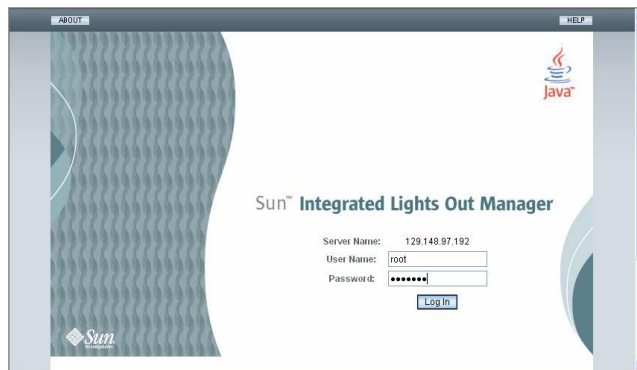 ABOUT
HELP
Java™
Sun™ Integrated Lights Out Manager
Server Name: 129.148.97.192
User Name: root
Password: •••••••
Log In
Sun